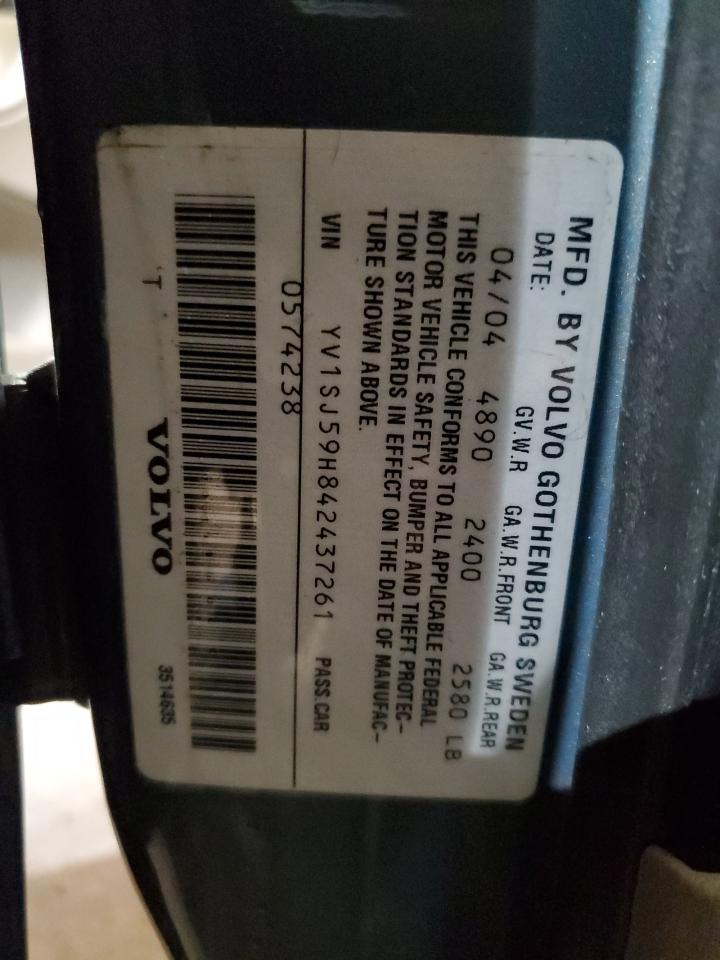 MFD. BY VOLVO GOTHENBURG SWEDEN
DATE: GV.W.R GA.W.R.FRONT GA.W.R.REAR
04/04 4890 2400 2580 LB
THIS VEHICLE CONFORMS TO ALL APPLICABLE FEDERAL
MOTOR VEHICLE SAFETY, BUMPER AND THEFT PROTEC–
TION STANDARDS IN EFFECT ON THE DATE OF MANUFAC–
TURE SHOWN ABOVE.
VIN YV1SJ59H842437261 PASS.CAR
0574238
T VOLVO 3514635